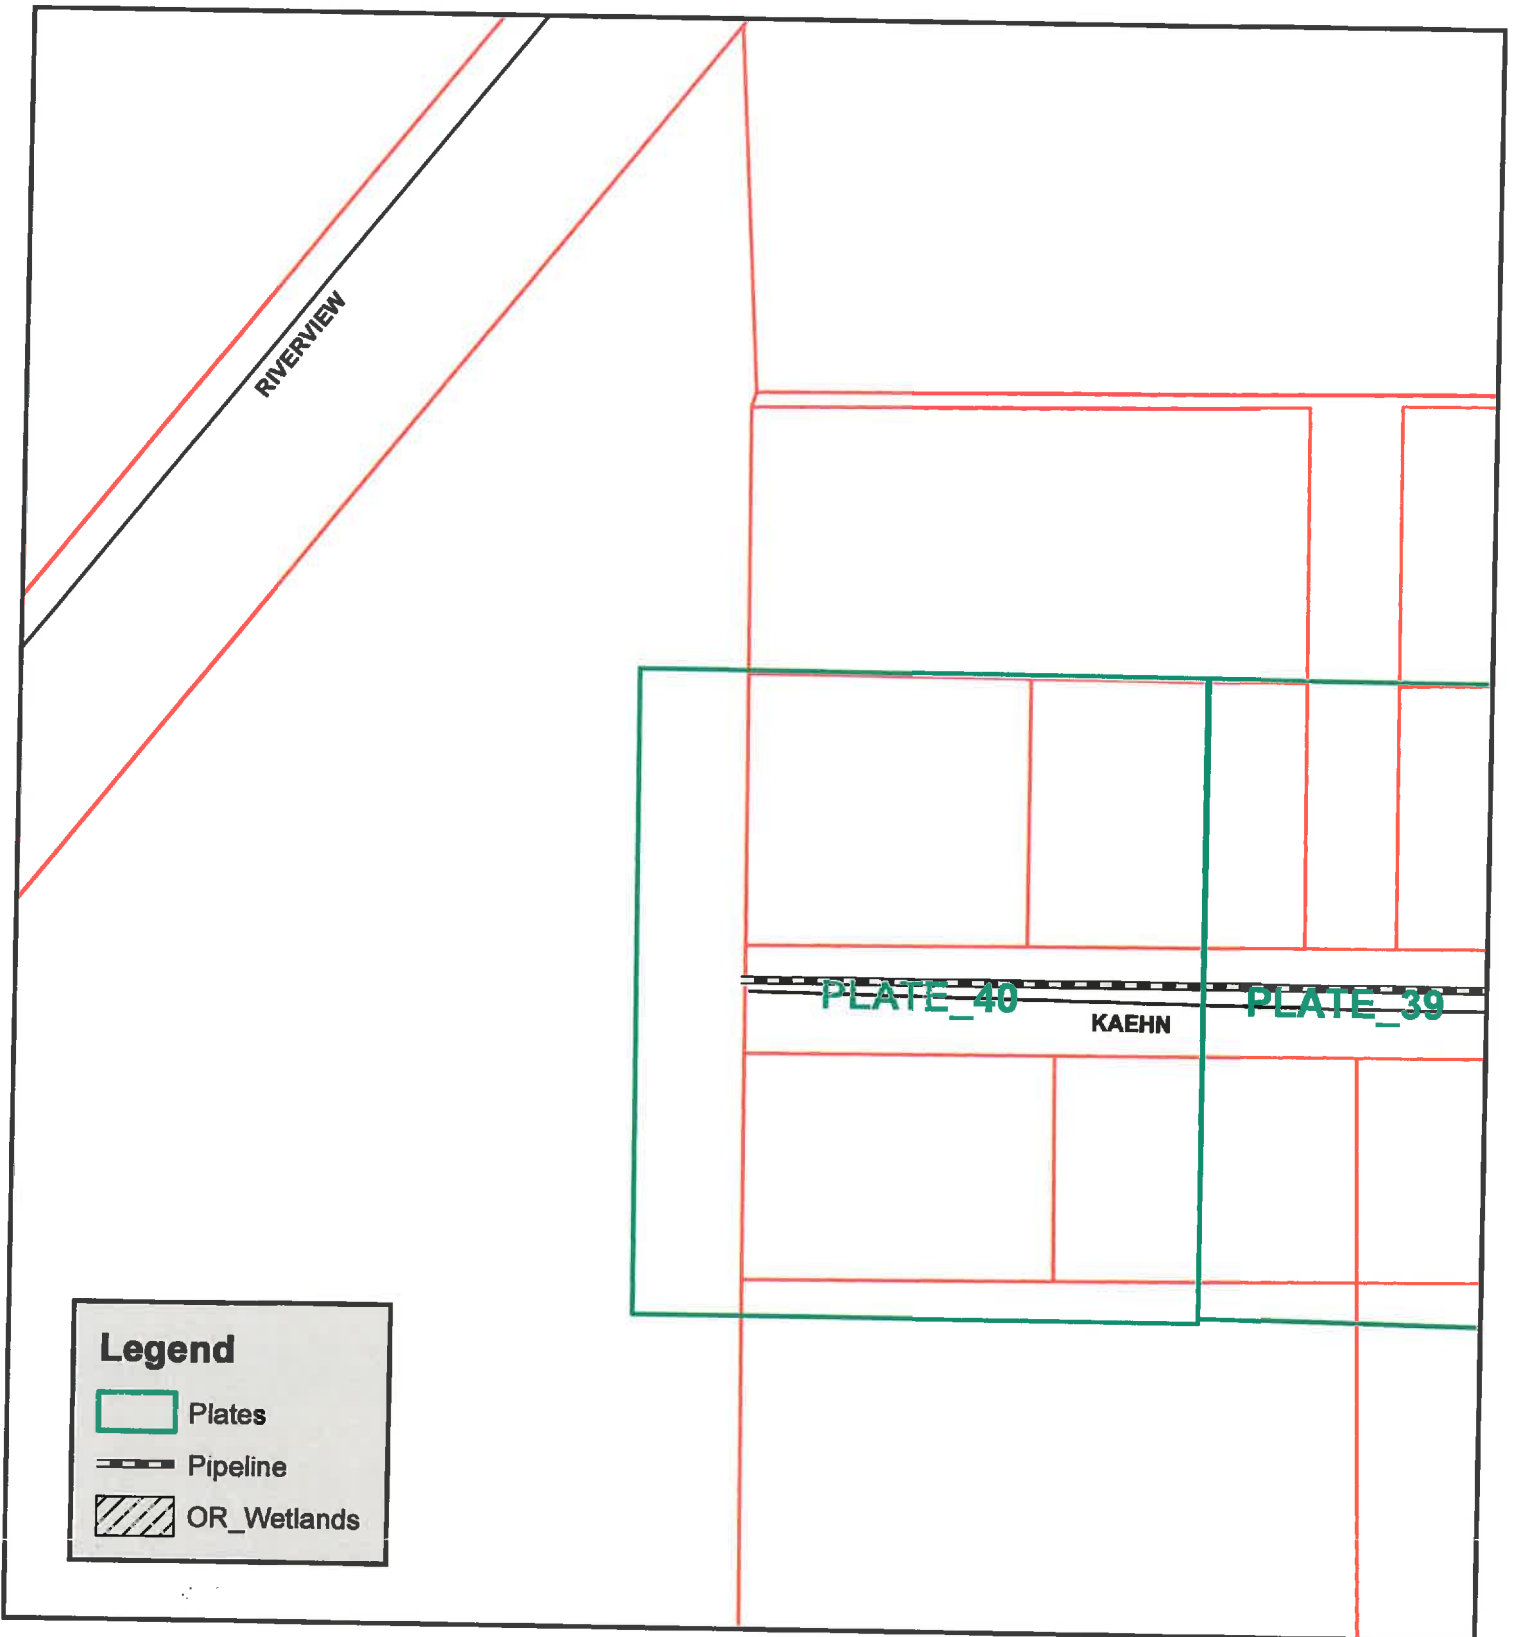 RIVERVIEW
PLATE_40
PLATE_39
KAEHN
Legend
Plates
Pipeline
OR_Wetlands